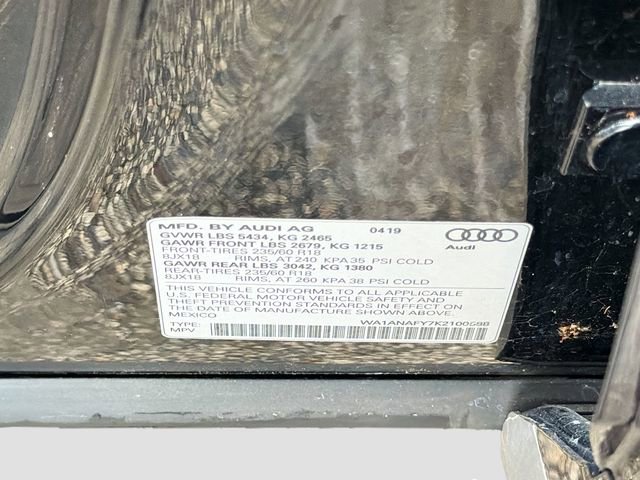 MFD. BY AUDI AG 0419
GVWR LBS 5434, KG 2465
GAWR FRONT LBS 2679, KG 1215
FRONT-TIRES 235/60 R18
8JX18 RIMS, AT 240 KPA 35 PSI COLD
GAWR REAR LBS 3042, KG 1380
REAR-TIRES 235/60 R18
8JX18 RIMS, AT 260 KPA 38 PSI COLD
THIS VEHICLE CONFORMS TO ALL APPLICABLE
U.S. FEDERAL MOTOR VEHICLE SAFETY AND
THEFT PREVENTION STANDARDS IN EFFECT ON
THE DATE OF MANUFACTURE SHOWN ABOVE.
MEXICO
TYPE: WA1ANAFY7K2100598
MPV
Audi